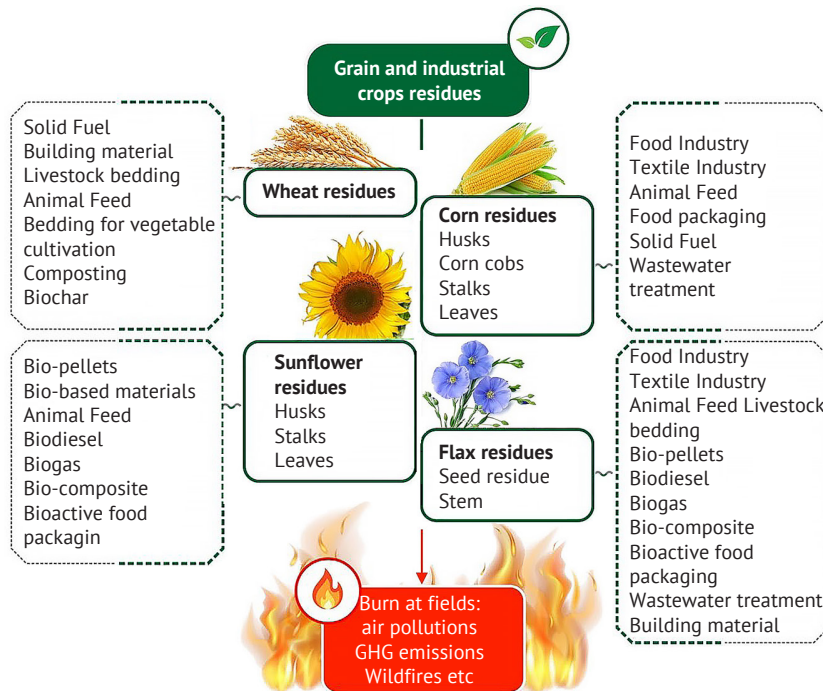 Grain and industrial
crops residues
Solid Fuel
Building material
Livestock bedding
Animal Feed
Bedding for vegetable
cultivation
Composting
Biochar
Wheat residues
Corn residues
Husks
Corn cobs
Stalks
Leaves
Food Industry
Textile Industry
Animal Feed
Food packaging
Solid Fuel
Wastewater
treatment
Bio-pellets
Bio-based materials
Animal Feed
Biodiesel
Biogas
Bio-composite
Bioactive food
packagin
Sunflower
residues
Husks
Stalks
Leaves
Flax residues
Seed residue
Stem
Food Industry
Textile Industry
Animal Feed Livestock
bedding
Bio-pellets
Biodiesel
Biogas
Bio-composite
Bioactive food
packaging
Wastewater treatment
Building material
Burn at fields:
air pollutions
GHG emissions
Wildfires etc